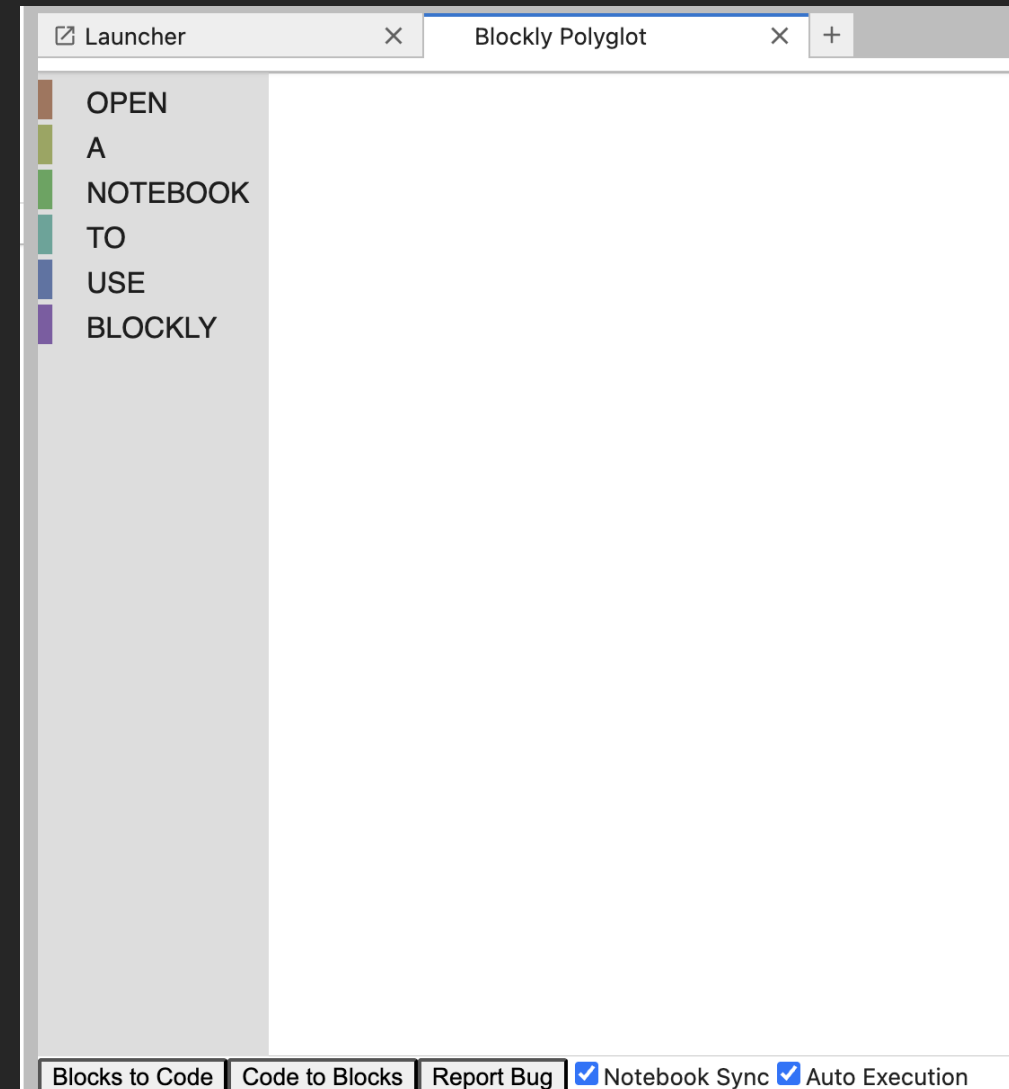 Launcher
Blockly Polyglot
OPEN
A
NOTEBOOK
TO
USE
BLOCKLY
Blocks to Code Code to Blocks Report Bug Notebook Sync Auto Execution